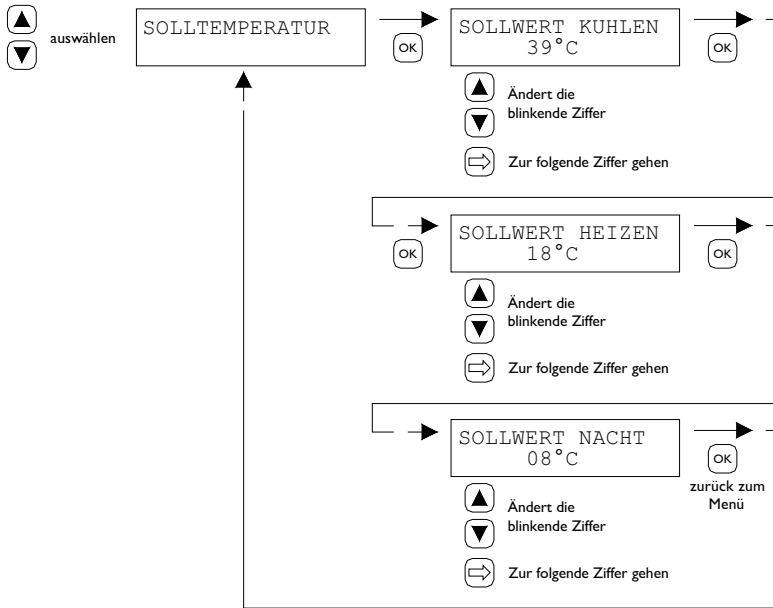 auswählen
SOLLTEMPERATUR
OK
SOLLWERT KUHLEN
39°C
OK
Ändert die
blinkende Ziffer
Zur folgende Ziffer gehen
OK
SOLLWERT HEIZEN
18°C
OK
Ändert die
blinkende Ziffer
Zur folgende Ziffer gehen
SOLLWERT NACHT
08°C
OK
zurück zum
Menü
Ändert die
blinkende Ziffer
Zur folgende Ziffer gehen